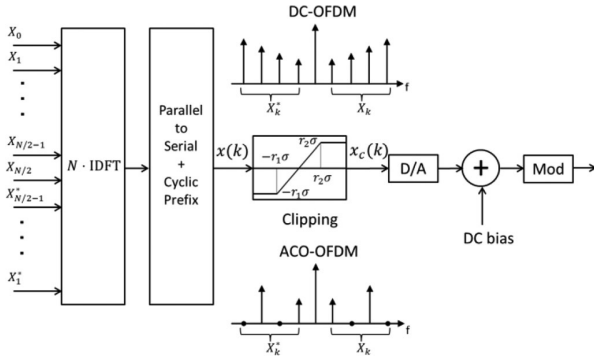 DC-OFDM
f
X*_k
X_k
X_0
X_1
X_{N/2-1}
X_{N/2}
X*_{N/2-1}
X*_1
N · IDFT
Parallel
to
Serial
+
Cyclic
Prefix
x(k)
r_2σ
-r_1σ
r_2σ
-r_1σ
Clipping
x_c(k)
D/A
+
Mod
DC bias
ACO-OFDM
f
X*_k
X_k